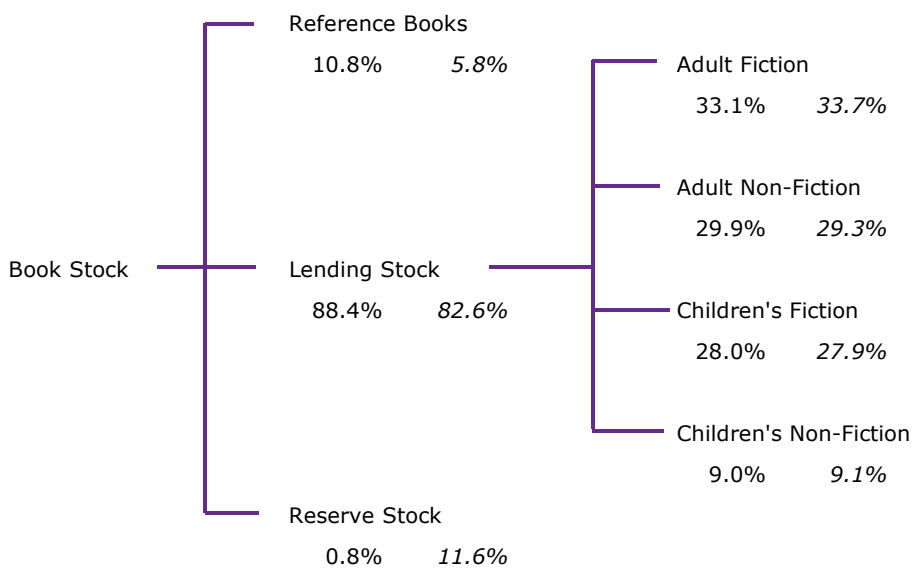 Reference Books
10.8% 5.8%
Adult Fiction
33.1% 33.7%
Adult Non-Fiction
29.9% 29.3%
Book Stock
Lending Stock
88.4% 82.6%
Children's Fiction
28.0% 27.9%
Children's Non-Fiction
9.0% 9.1%
Reserve Stock
0.8% 11.6%